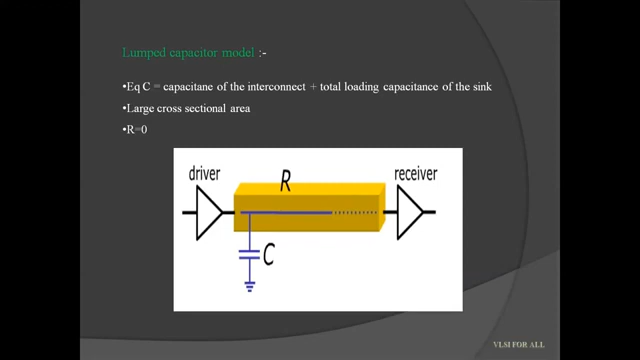 Lumped capacitor model :-
•Eq C = capacitane of the interconnect + total loading capacitance of the sink
•Large cross sectional area
•R=0
driver
R
receiver
C
VLSI FOR ALL